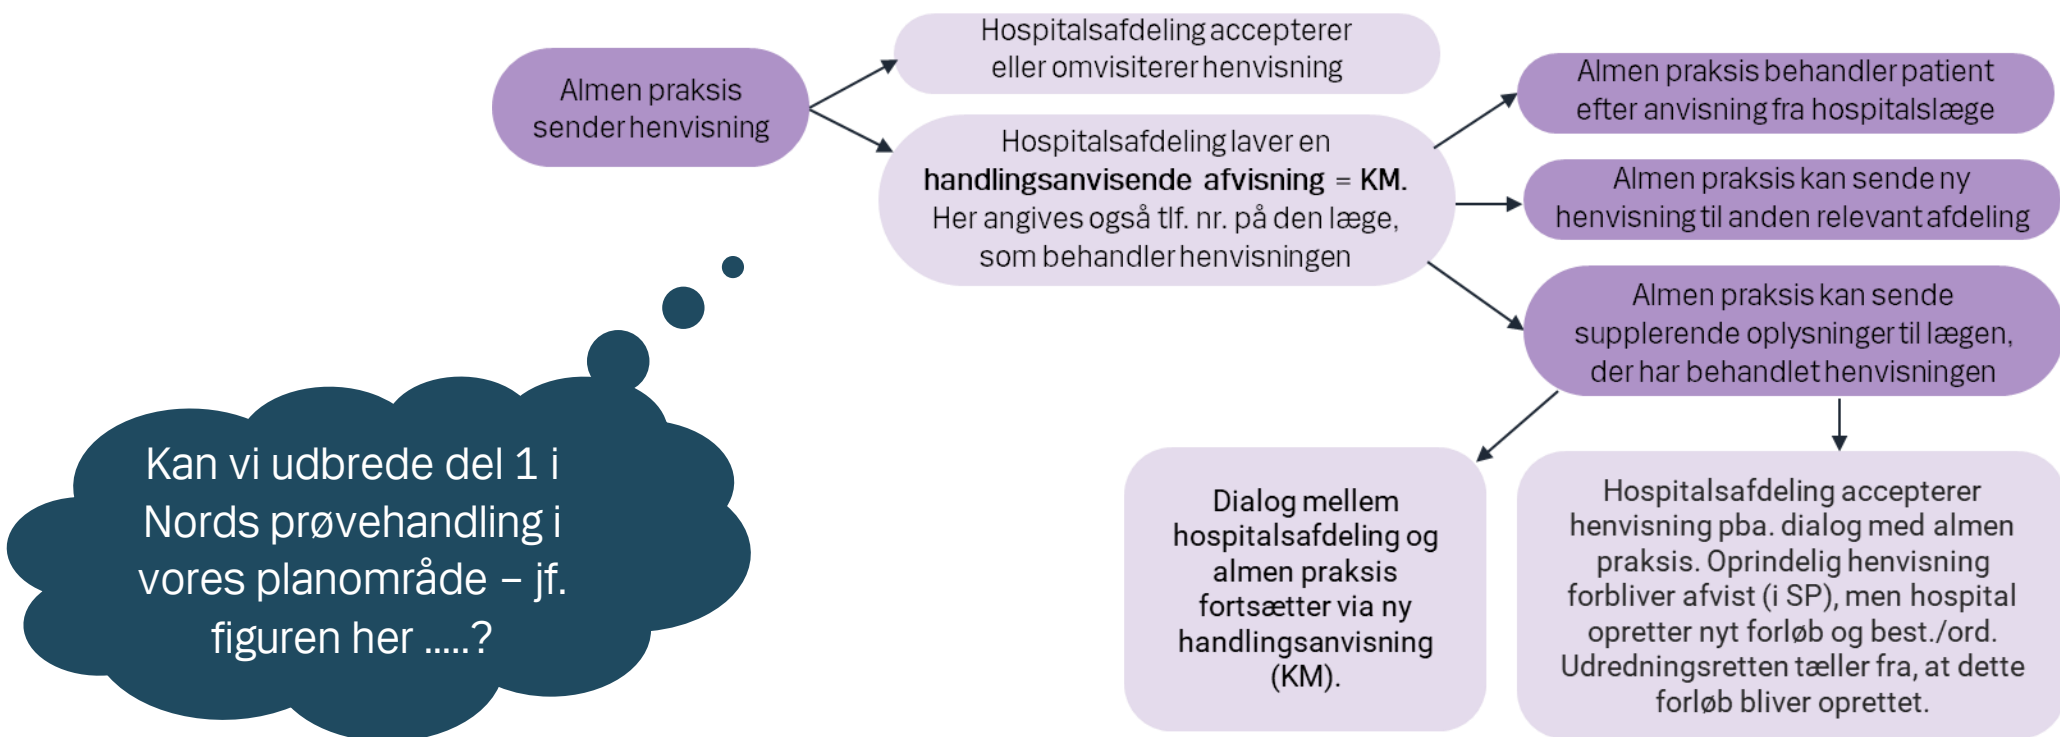 Almen praksis
sender henvisning
Hospitalsafdeling accepterer
eller omvisiterer henvisning
Hospitalsafdeling laver en
handlingsanvisende afvisning = KM.
Her angives også tlf. nr. på den læge,
som behandler henvisningen
Almen praksis behandler patient
efter anvisning fra hospitalslæge
Almen praksis kan sende ny
henvisning til anden relevant afdeling
Almen praksis kan sende
supplerende oplysninger til lægen,
der har behandlet henvisningen
Kan vi udbrede del 1 i
Nords prøvehandling i
vores planområde – jf.
figuren her .....?
Dialog mellem
hospitalsafdeling og
almen praksis
fortsætter via ny
handlingsanvisning
(KM).
Hospitalsafdeling accepterer
henvisning pba. dialog med almen
praksis. Oprindelig henvisning
forbliver afvist (i SP), men hospital
opretter nyt forløb og best./ord.
Udredningsretten tæller fra, at dette
forløb bliver oprettet.